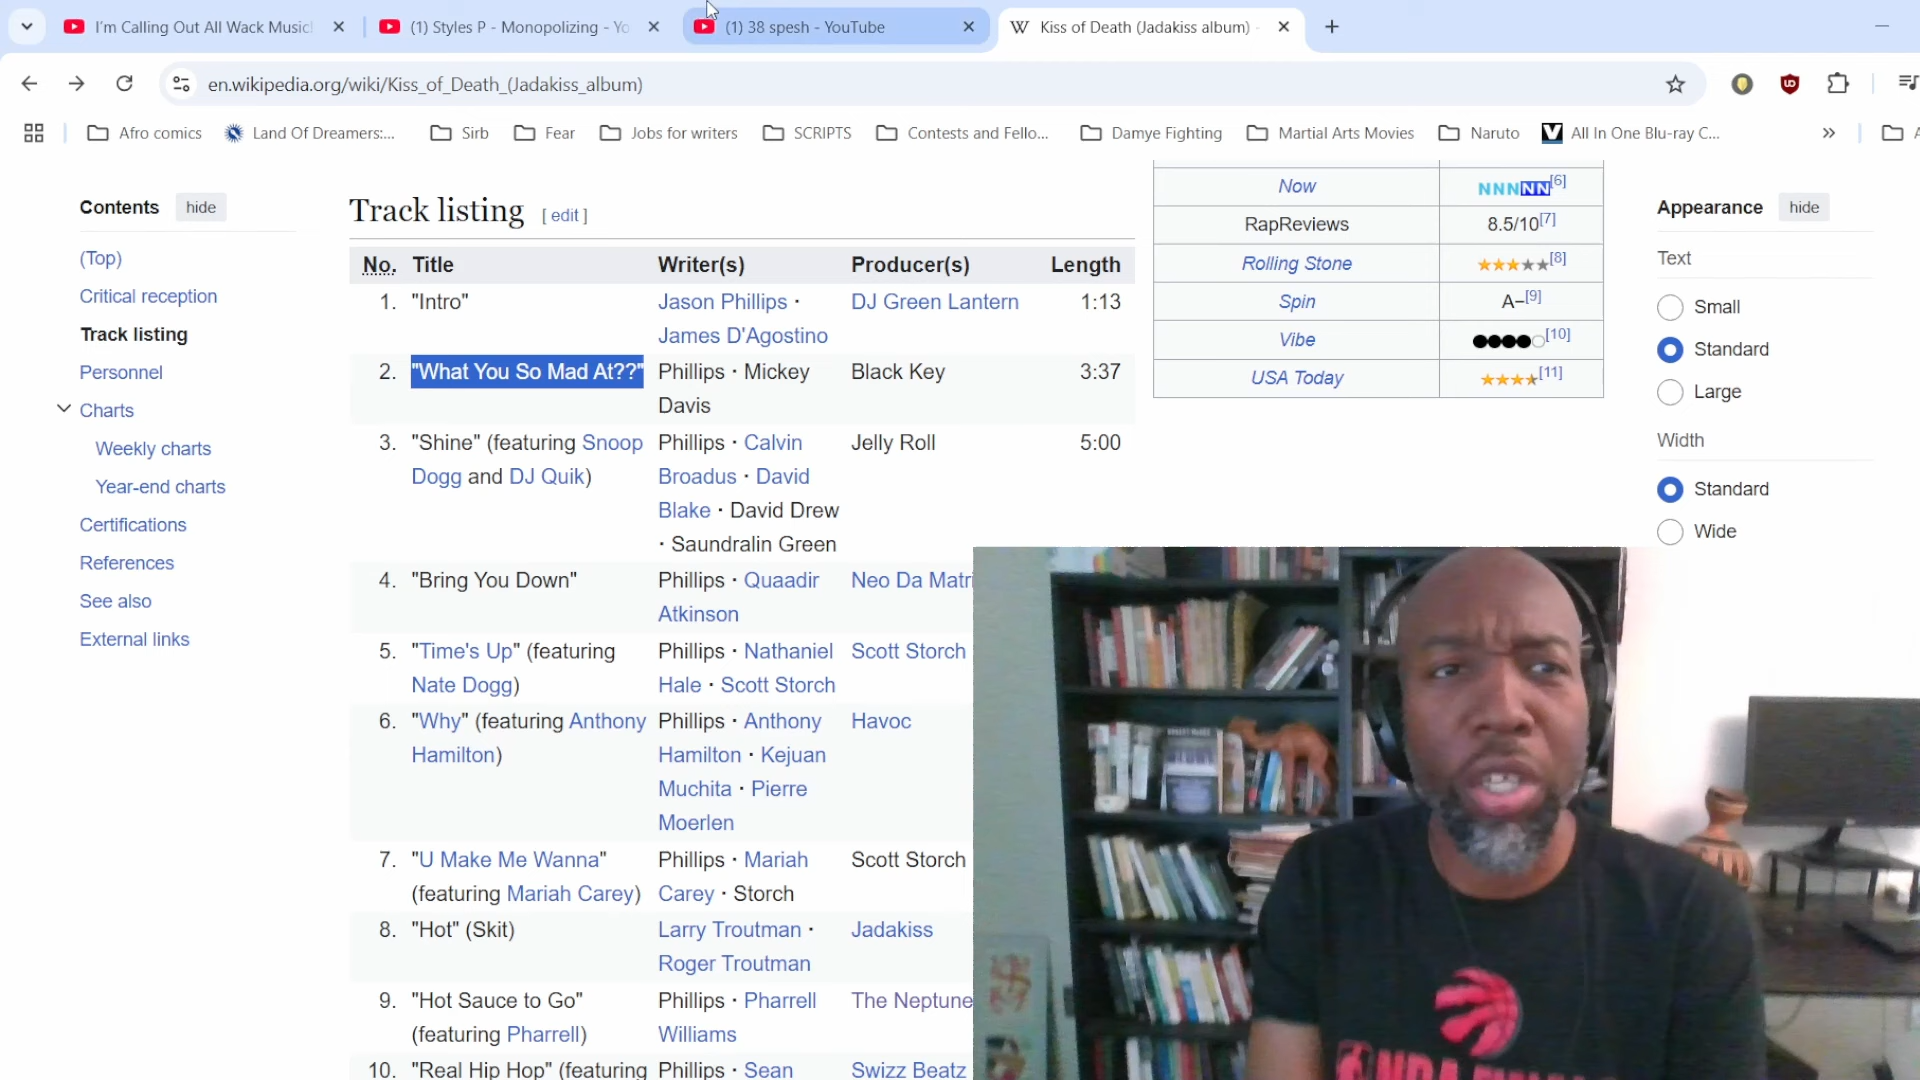 I'm Calling Out All Wack Music!
(1) Styles P - Monopolizing - Yo
(1) 38 spesh - YouTube
Kiss of Death (Jadakiss album) -
en.wikipedia.org/wiki/Kiss_of_Death_(Jadakiss_album)
Afro comics
Land Of Dreamers:...
Sirb
Fear
Jobs for writers
SCRIPTS
Contests and Fello...
Damye Fighting
Martial Arts Movies
Naruto
All In One Blu-ray C...
Contents hide
(Top)
Critical reception
Track listing
Personnel
Charts
Weekly charts
Year-end charts
Certifications
References
See also
External links
Track listing [ edit ]
No. Title Writer(s) Producer(s) Length
1. "Intro" Jason Phillips · DJ Green Lantern 1:13
James D'Agostino
2. "What You So Mad At??" Phillips · Mickey Black Key 3:37
Davis
3. "Shine" (featuring Snoop Phillips · Calvin Jelly Roll 5:00
Dogg and DJ Quik) Broadus · David
Blake · David Drew
· Saundralin Green
4. "Bring You Down" Phillips · Quaadir Neo Da Matri
Atkinson
5. "Time's Up" (featuring Phillips · Nathaniel Scott Storch
Nate Dogg) Hale · Scott Storch
6. "Why" (featuring Anthony Phillips · Anthony Havoc
Hamilton) Hamilton · Kejuan
Muchita · Pierre
Moerlen
7. "U Make Me Wanna" Phillips · Mariah Scott Storch
(featuring Mariah Carey) Carey · Storch
8. "Hot" (Skit) Larry Troutman · Jadakiss
Roger Troutman
9. "Hot Sauce to Go" Phillips · Pharrell The Neptune
(featuring Pharrell) Williams
10. "Real Hip Hop" (featuring Phillips · Sean Swizz Beatz
Now NNNNN[6]
RapReviews 8.5/10[7]
Rolling Stone [8]
Spin A−[9]
Vibe [10]
USA Today [11]
Appearance hide
Text
Small
Standard
Large
Width
Standard
Wide
NBA FINALS